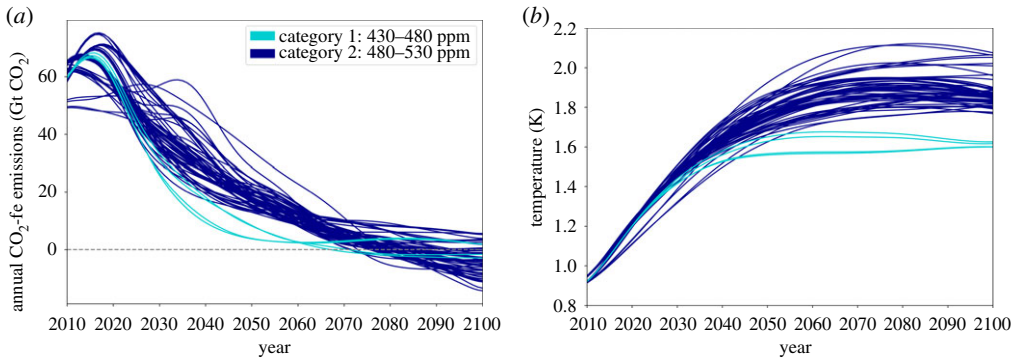 (a)
annual CO2-fe emissions (Gt CO2)
60
40
20
0
category 1: 430–480 ppm
category 2: 480–530 ppm
2010 2020 2030 2040 2050 2060 2070 2080 2090 2100
year
(b)
temperature (K)
2.2
2.0
1.8
1.6
1.4
1.2
1.0
0.8
2010 2020 2030 2040 2050 2060 2070 2080 2090 2100
year